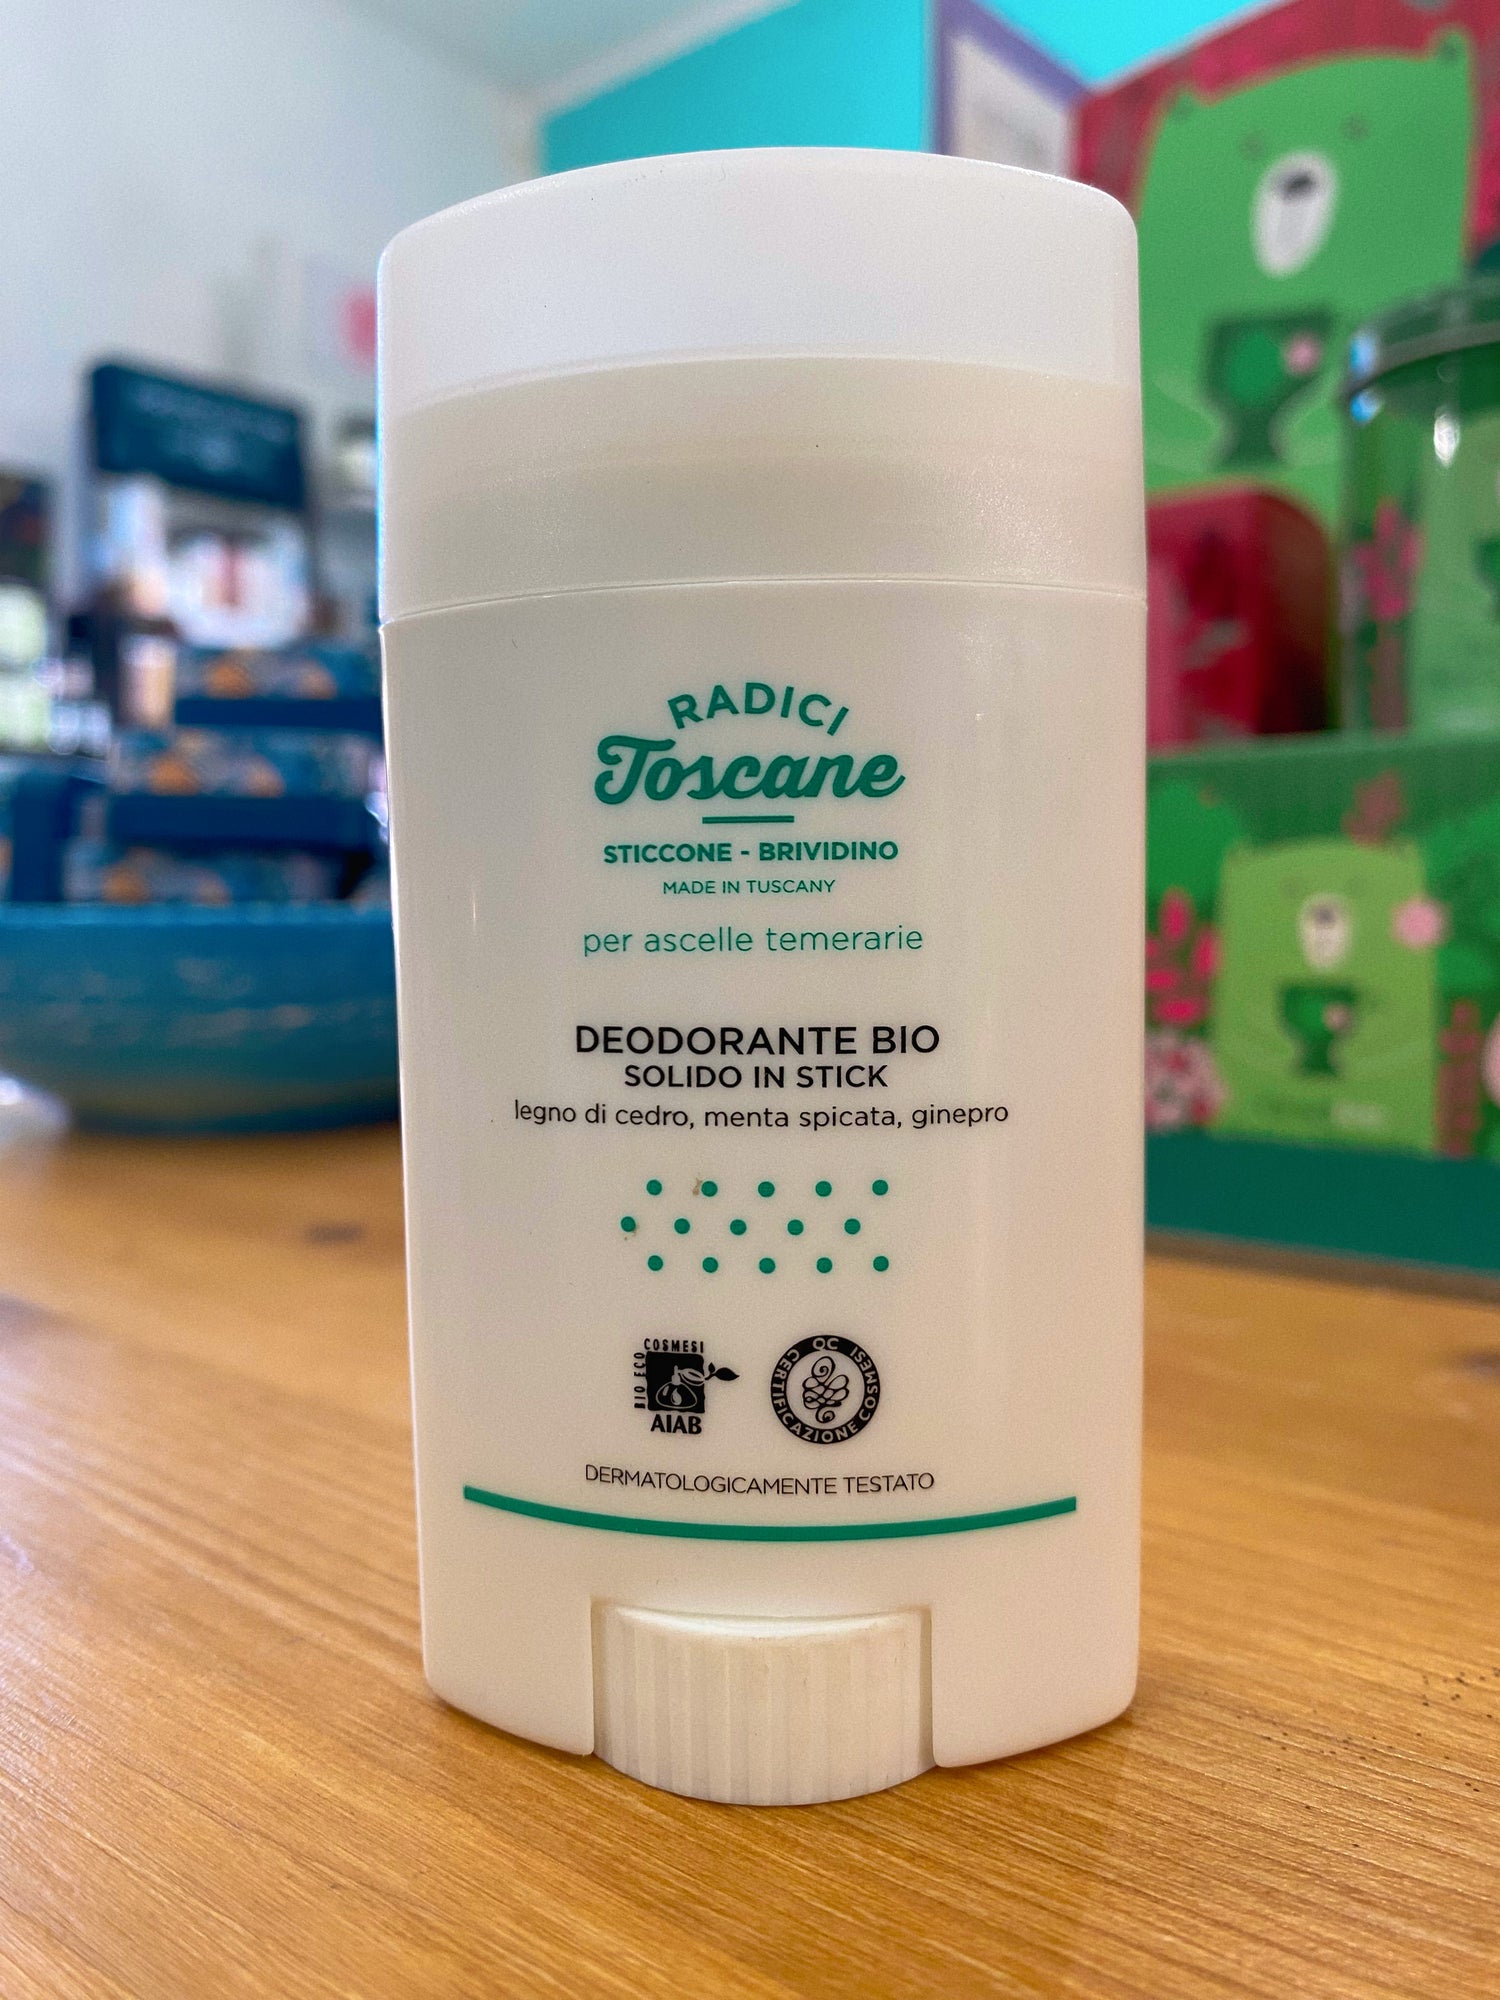 RADICI
Toscane
STICCONE - BRIVIDINO
MADE IN TUSCANY
per ascelle temerarie
DEODORANTE BIO
SOLIDO IN STICK
legno di cedro, menta spicata, ginepro
BIO ECO COSMESI
AIAB
QC CERTIFICAZIONE COSMESI
DERMATOLOGICAMENTE TESTATO